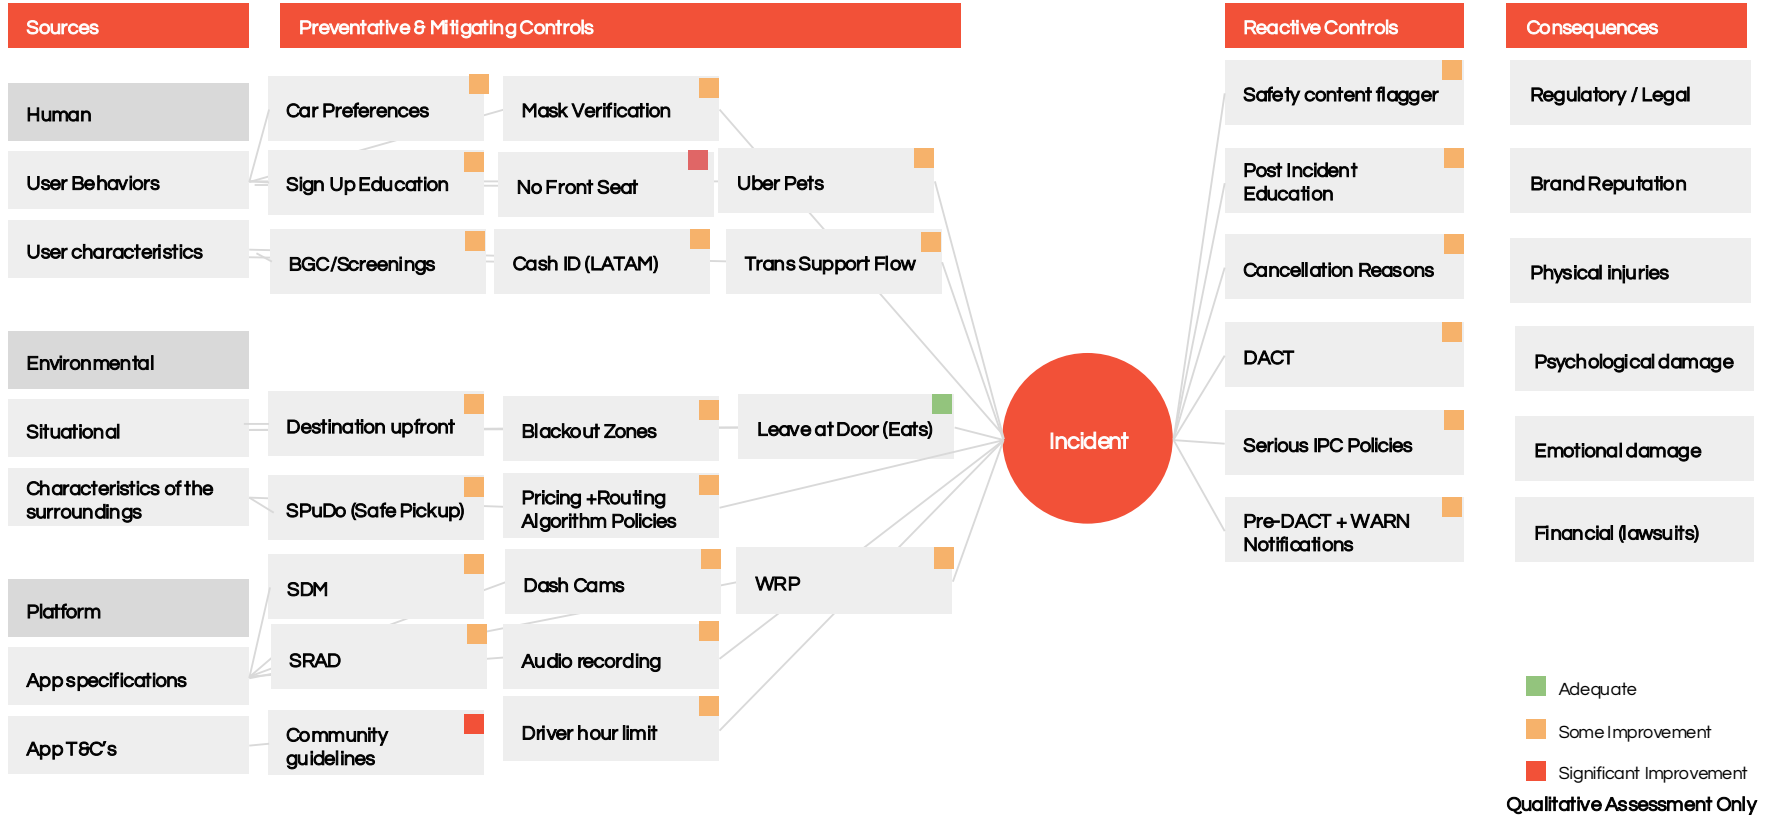 Sources
Preventative & Mitigating Controls
Reactive Controls
Consequences
Human
User Behaviors
User characteristics
Car Preferences
Mask Verification
Sign Up Education
No Front Seat
Uber Pets
BGC/Screenings
Cash ID (LATAM)
Trans Support Flow
Environmental
Situational
Characteristics of the
surroundings
Destination upfront
Blackout Zones
Leave at Door (Eats)
SPuDo (Safe Pickup)
Pricing +Routing
Algorithm Policies
Platform
App specifications
App T&C's
SDM
Dash Cams
WRP
SRAD
Audio recording
Community
guidelines
Driver hour limit
Incident
Safety content flagger
Post Incident
Education
Cancellation Reasons
DACT
Serious IPC Policies
Pre-DACT + WARN
Notifications
Regulatory / Legal
Brand Reputation
Physical injuries
Psychological damage
Emotional damage
Financial (lawsuits)
Adequate
Some Improvement
Significant Improvement
Qualitative Assessment Only